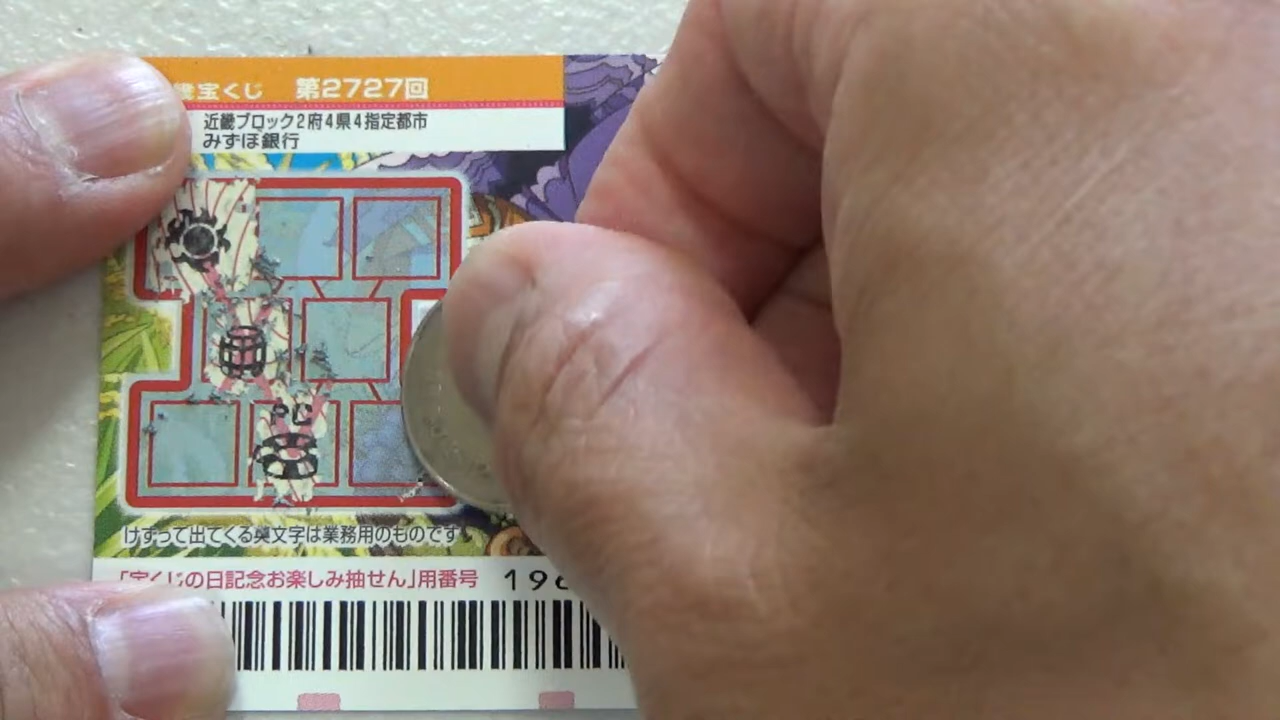 幾宝くじ 第2727回
近畿ブロック2府4県4指定都市
みずほ銀行
PC
けずって出てくる英文字は業務用のものです
「宝くじの日記念お楽しみ抽せん」用番号 196